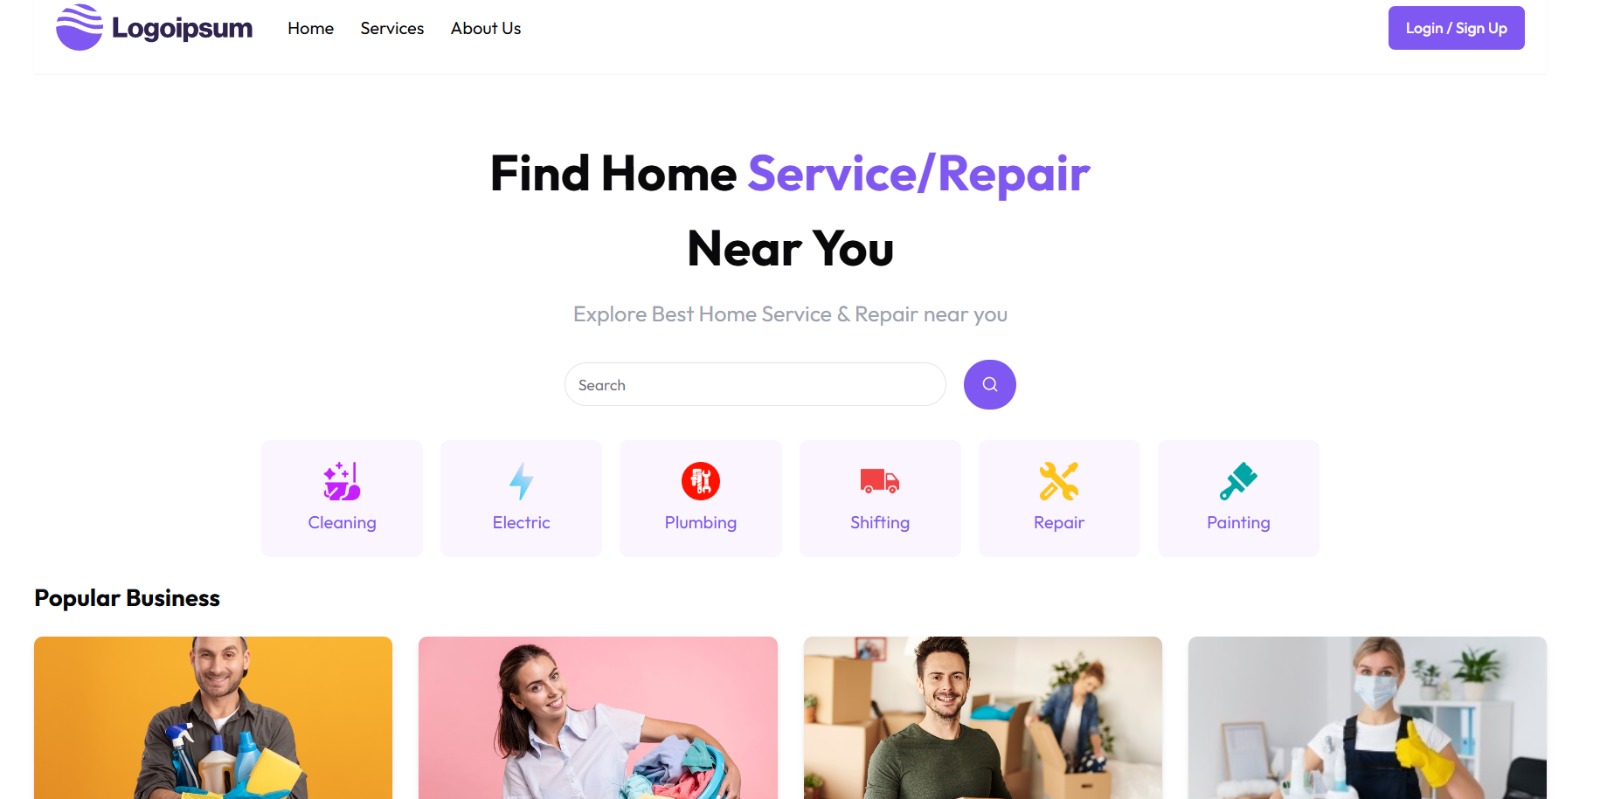 Logoipsum Home Services About Us Login / Sign Up
Find Home Service/Repair
Near You
Explore Best Home Service & Repair near you
Search
Cleaning Electric Plumbing Shifting Repair Painting
Popular Business